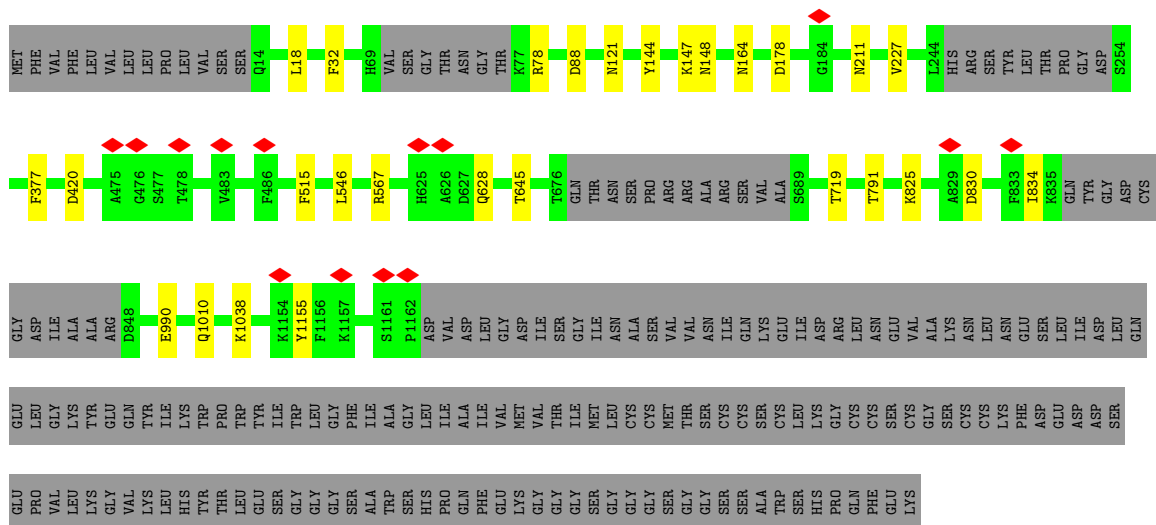 MET PHE VAL PHE LEU VAL LEU LEU PRO LEU VAL SER SER Q14 L18 F32 H69 VAL SER GLY THR ASN GLY THR K77 R78 D88 N121 Y144 K147 N148 N164 D178 G184 N211 V227 L244 HIS ARG SER TYR LEU THR PRO GLY ASP S254
F377 D420 A475 G476 S477 T478 V483 F486 F515 L546 R567 H625 A626 D627 Q628 T645 T676 GLN THR ASN SER PRO ARG ARG ALA ARG SER VAL ALA S689 T719 T791 K825 A829 D830 F833 I834 K835 GLN TYR GLY ASP CYS
GLY ASP ILE ALA ALA ARG D848 E990 Q1010 K1038 K1154 Y1155 F1156 K1157 S1161 P1162 ASP VAL ASP LEU GLY ASP ILE SER GLY ILE ASN ALA SER VAL VAL ASN ILE GLN LYS GLU ILE ASP ARG LEU ASN GLU VAL ALA LYS ASN LEU ASN GLU SER LEU ILE ASP LEU GLN
GLU LEU GLY LYS TYR GLU GLN TYR ILE LYS TRP PRO TRP TYR ILE TRP LEU GLY PHE ILE ALA GLY LEU ILE ALA ILE VAL MET VAL THR ILE MET LEU CYS CYS MET THR SER CYS CYS SER CYS LEU LYS GLY CYS CYS SER CYS GLY SER CYS CYS LYS PHE ASP GLU ASP ASP SER
GLU PRO VAL LEU LYS GLY VAL LYS LEU HIS TYR THR LEU GLU SER GLY GLY GLY SER ALA TRP SER HIS PRO GLN PHE GLU LYS GLY GLY GLY SER GLY GLY GLY SER GLY GLY SER SER ALA TRP SER HIS PRO GLN PHE GLU LYS